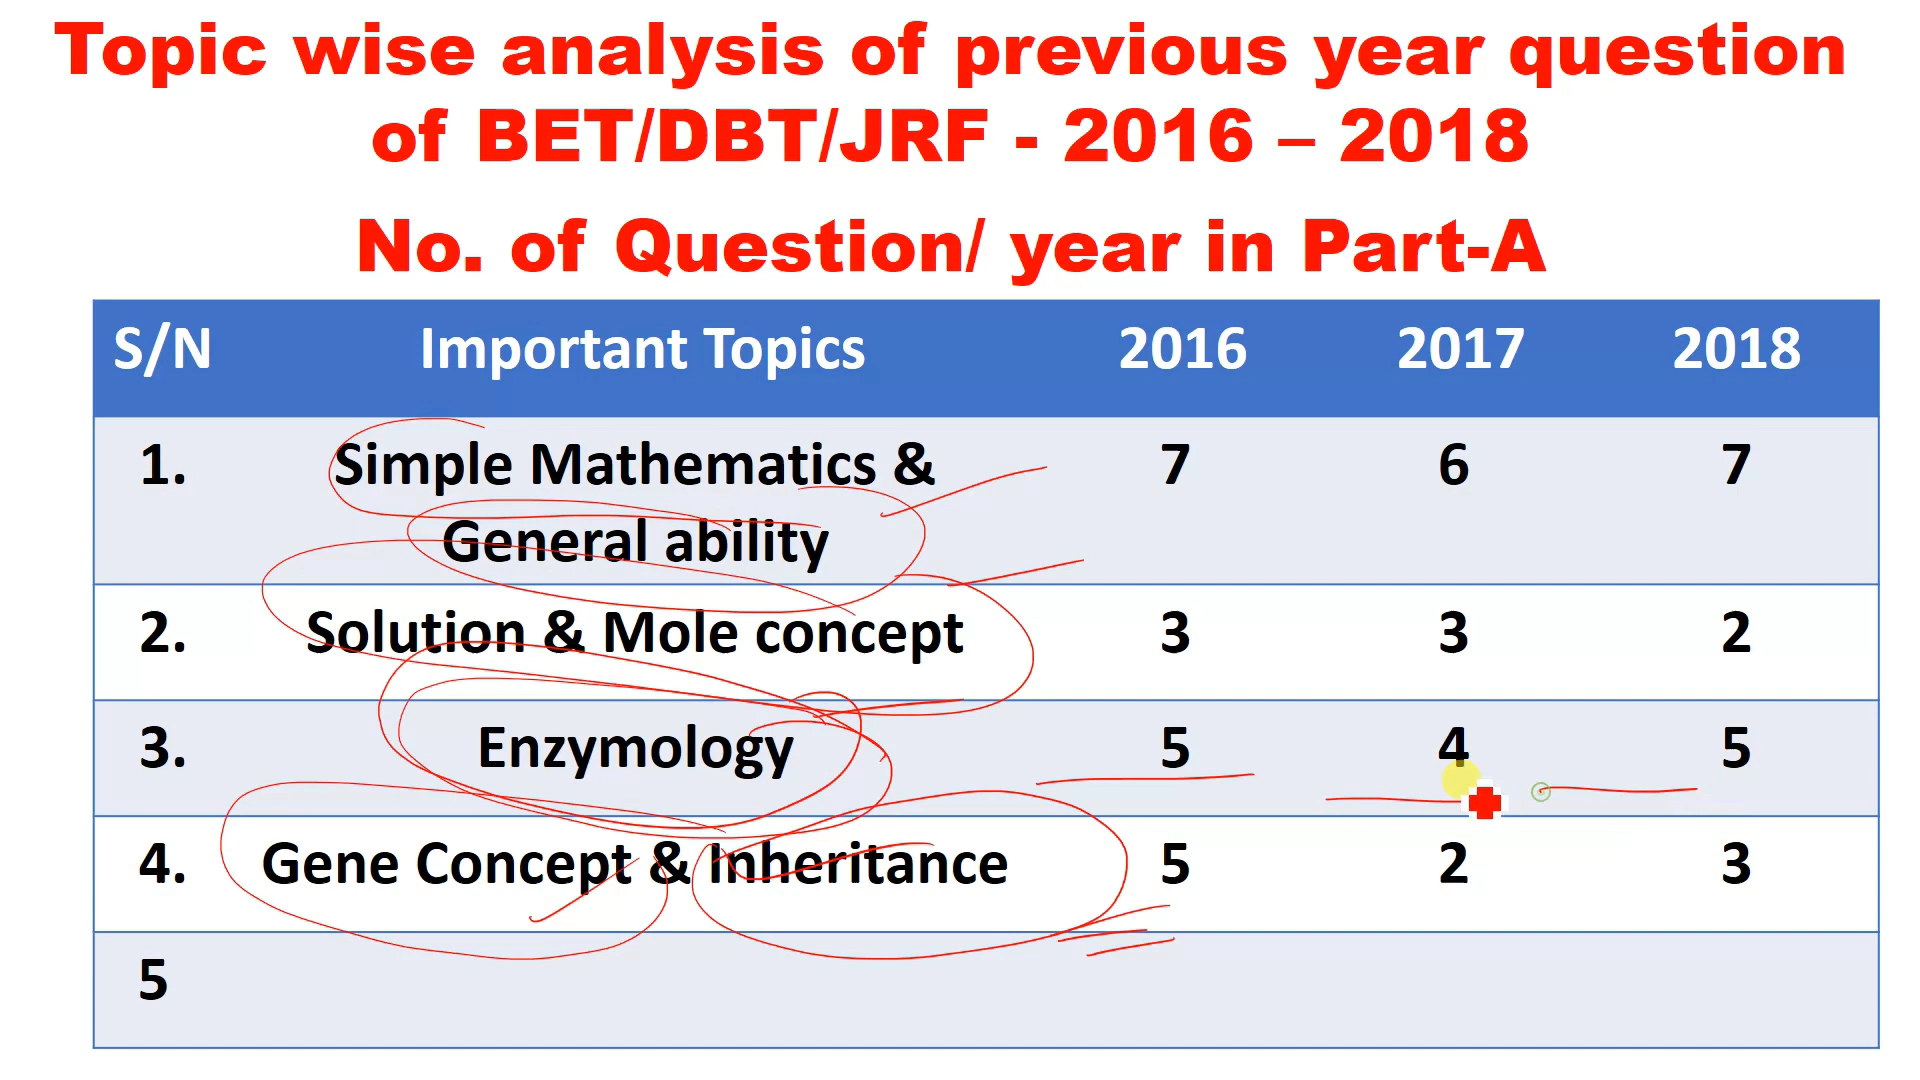 Topic wise analysis of previous year question
of BET/DBT/JRF - 2016 – 2018
No. of Question/ year in Part-A
S/N Important Topics 2016 2017 2018
1. Simple Mathematics & 7 6 7
General ability
2. Solution & Mole concept 3 3 2
3. Enzymology 5 4 5
4. Gene Concept & Inheritance 5 2 3
5